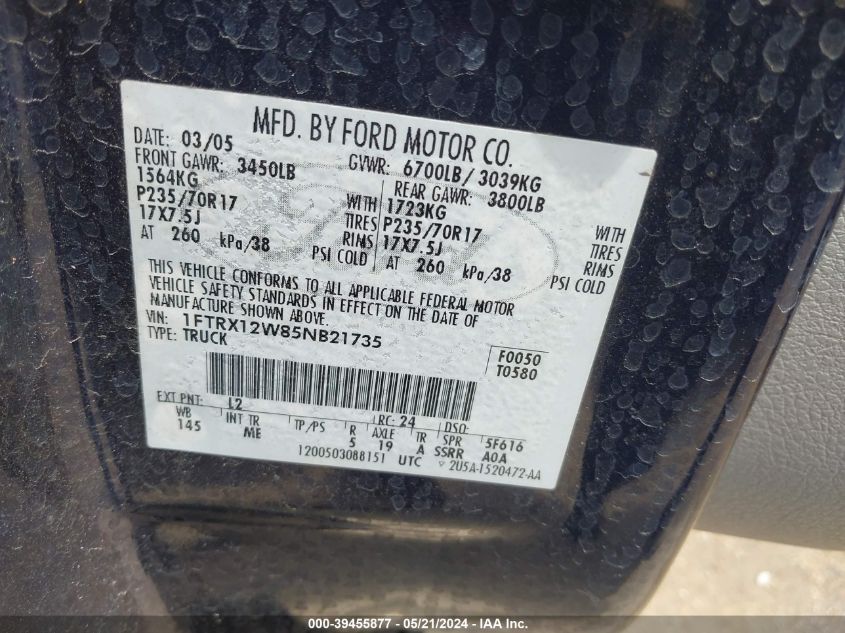 MFD. BY FORD MOTOR CO.
DATE: 03/05 GVWR: 6700LB/ 3039KG
FRONT GAWR: 3450LB REAR GAWR: 3800LB
1564KG WITH 1723KG WITH
P235/70R17 TIRES P235/70R17 TIRES
17X7.5J RIMS 17X7.5J RIMS
AT 260 kPa/38 PSI COLD AT 260 kPa/38 PSI COLD
THIS VEHICLE CONFORMS TO ALL APPLICABLE FEDERAL MOTOR
VEHICLE SAFETY STANDARDS IN EFFECT ON THE DATE OF
MANUFACTURE SHOWN ABOVE.
VIN: 1FTRX12W85NB21735
TYPE: TRUCK
F0050
T0580
EXT PNT: L2 RC: 24 DSO:
WB INT TR TP/PS R AXLE TR SPR 5F616
145 ME 5 19 A SSRR A0A
1200503088151 UTC 2U5A-1520472-AA
000-39455877 - 05/21/2024 - IAA Inc.